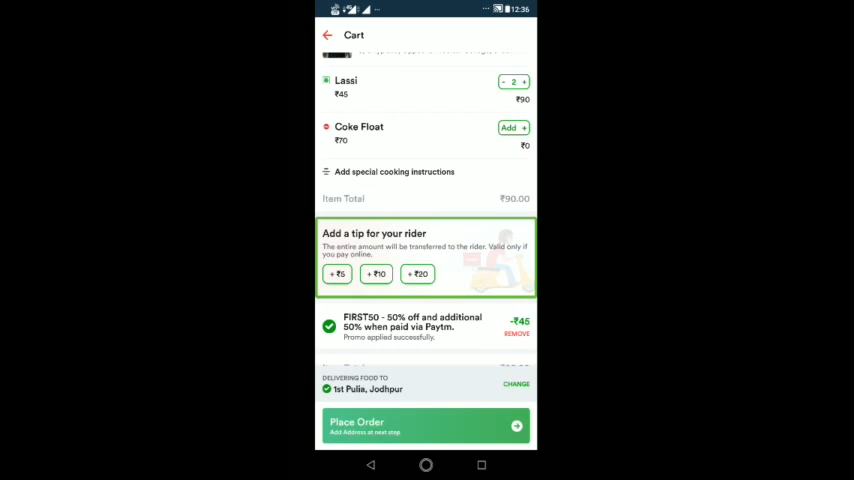 12:36
Cart
Lassi
- 2 +
₹45
₹90
Coke Float
Add +
₹70
₹0
Add special cooking instructions
Item Total ₹90.00
Add a tip for your rider
The entire amount will be transferred to the rider. Valid only if
you pay online.
+ ₹5 + ₹10 + ₹20
FIRST50 - 50% off and additional
50% when paid via Paytm.
-₹45
REMOVE
Promo applied successfully.
DELIVERING FOOD TO
1st Pulia, Jodhpur
CHANGE
Place Order
Add Address at next step